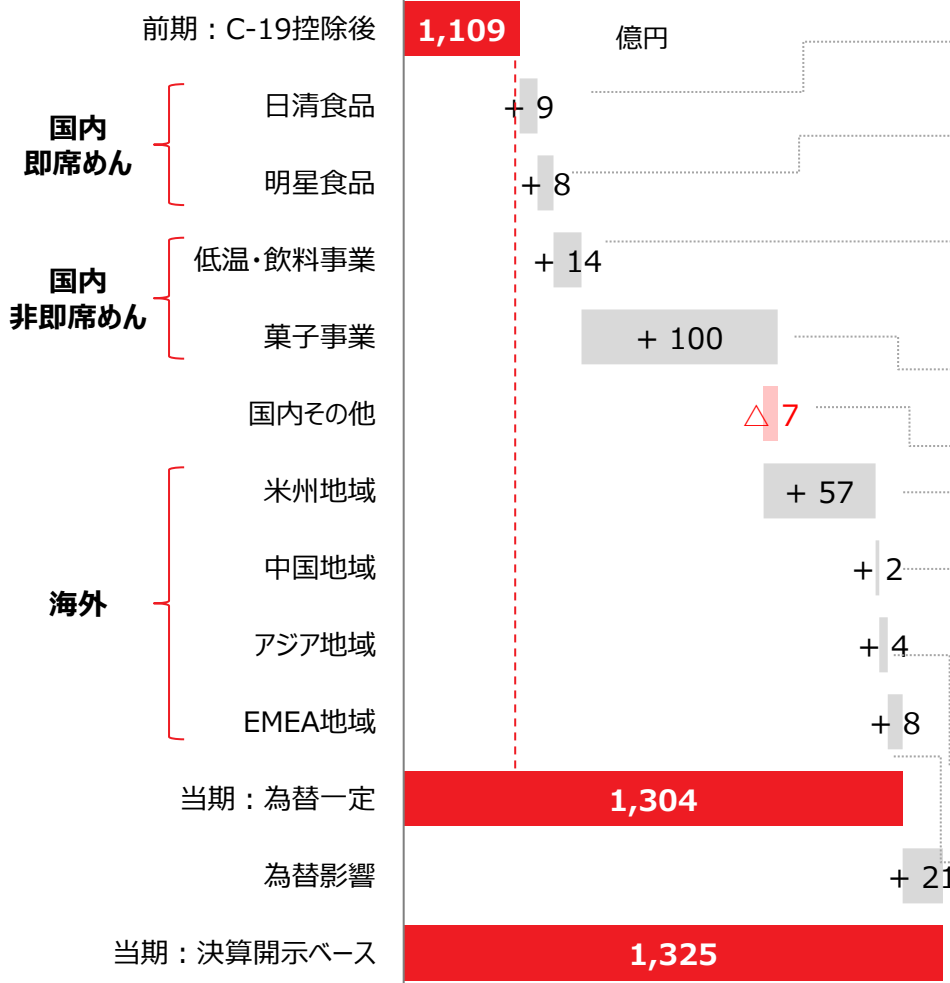 前期：C-19控除後 1,109 億円
国内
即席めん
日清食品 + 9
明星食品 + 8
国内
非即席めん
低温・飲料事業 + 14
菓子事業 + 100
国内その他 △ 7
海外
米州地域 + 57
中国地域 + 2
アジア地域 + 4
EMEA地域 + 8
当期：為替一定 1,304
為替影響 + 21
当期：決算開示ベース 1,325